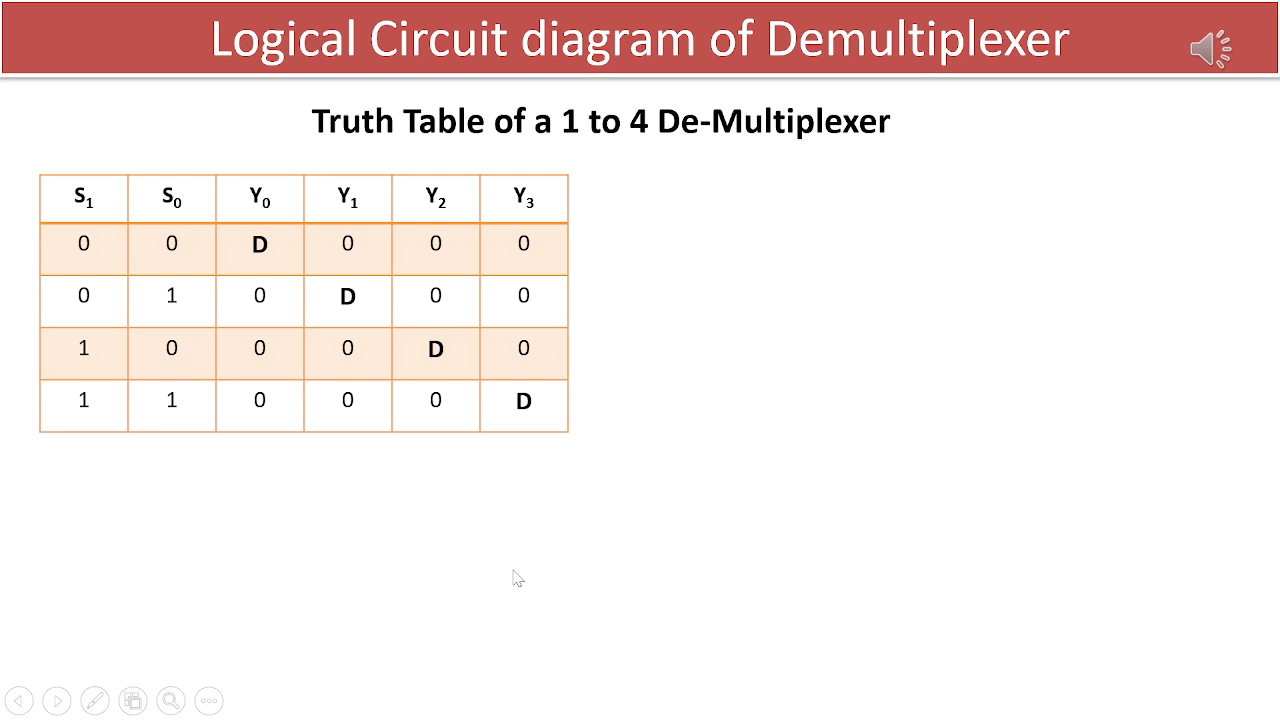 Logical Circuit diagram of Demultiplexer
Truth Table of a 1 to 4 De-Multiplexer
S₁ S₀ Y₀ Y₁ Y₂ Y₃
0 0 D 0 0 0
0 1 0 D 0 0
1 0 0 0 D 0
1 1 0 0 0 D